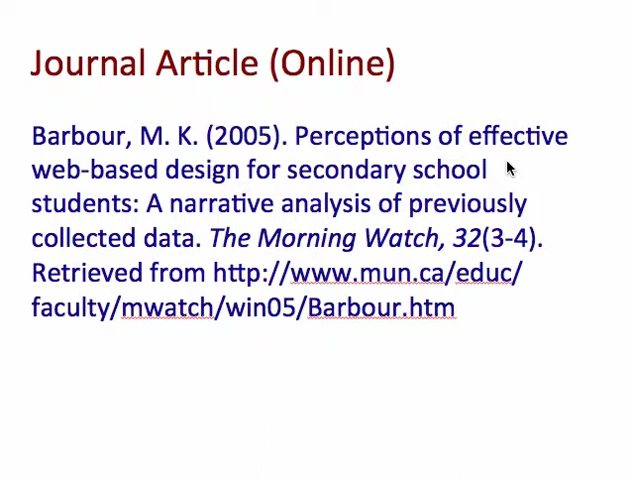 Journal Article (Online)
Barbour, M. K. (2005). Perceptions of effective
web-based design for secondary school
students: A narrative analysis of previously
collected data. The Morning Watch, 32(3-4).
Retrieved from http://www.mun.ca/educ/
faculty/mwatch/win05/Barbour.htm